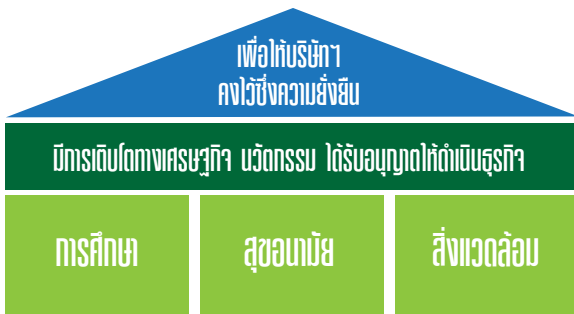 เพื่อให้บริษัทฯ
คงไว้ซึ่งความยั่งยืน
มีการเติบโตทางเศรษฐกิจ นวัตกรรม ได้รับอนุญาตให้ดำเนินธุรกิจ
การศึกษา
สุขอนามัย
สิ่งแวดล้อม